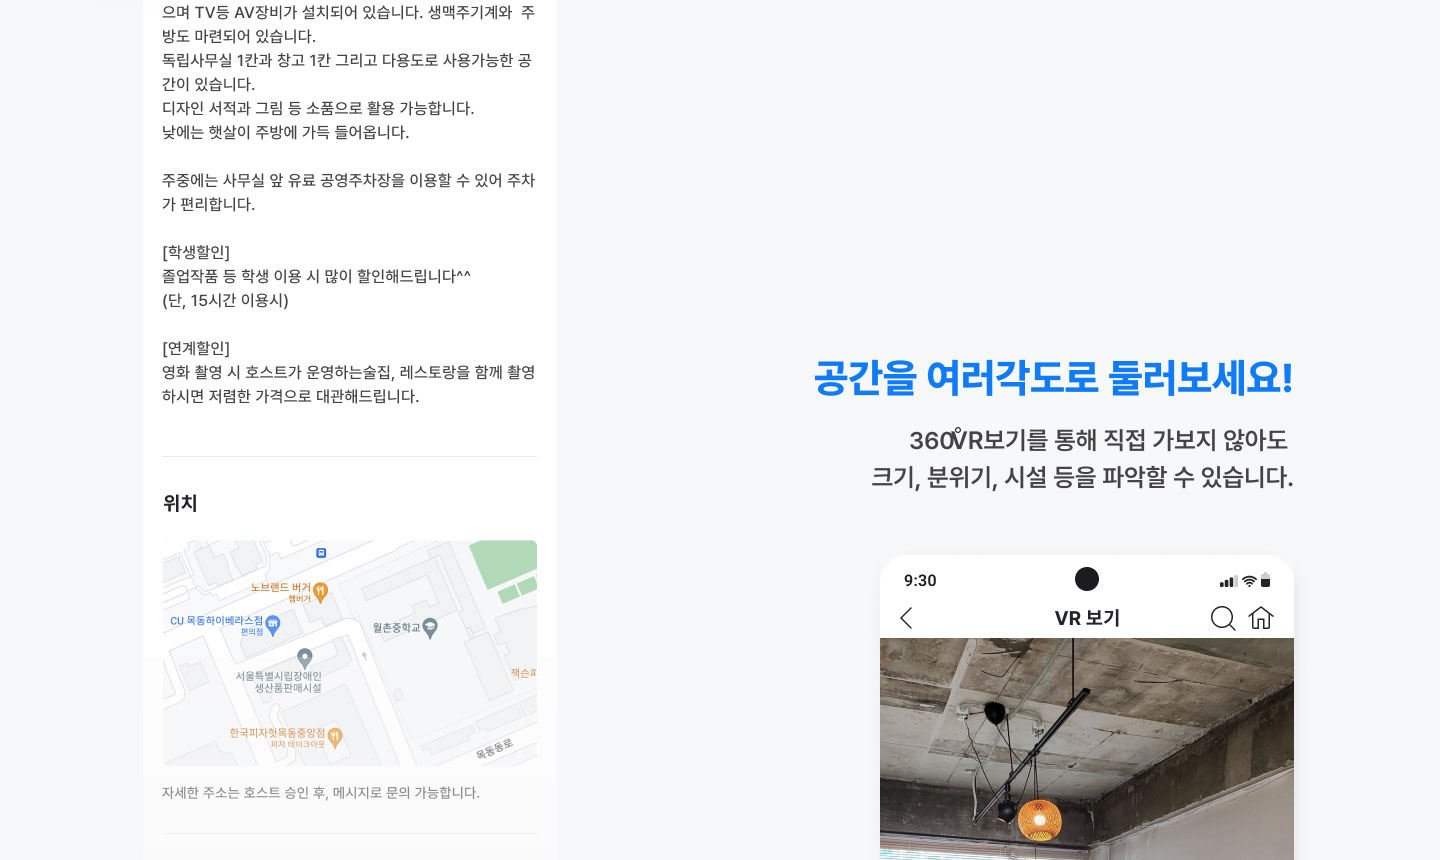 으며 TV등 AV장비가 설치되어 있습니다. 생맥주기계와 주
방도 마련되어 있습니다.
독립사무실 1칸과 창고 1칸 그리고 다용도로 사용가능한 공
간이 있습니다.
디자인 서적과 그림 등 소품으로 활용 가능합니다.
낮에는 햇살이 주방에 가득 들어옵니다.
주중에는 사무실 앞 유료 공영주차장을 이용할 수 있어 주차
가 편리합니다.
[학생할인]
졸업작품 등 학생 이용 시 많이 할인해드립니다^^
(단, 15시간 이용시)
[연계할인]
영화 촬영 시 호스트가 운영하는술집, 레스토랑을 함께 촬영
하시면 저렴한 가격으로 대관해드립니다.
위치
노브랜드 버거
햄버거
CU 목동하이베라스점
편의점
월촌중학교
서울특별시립장애인
생산품판매시설
잭슨피
한국피자헛목동중앙점
피자 테이크아웃
목동동로
자세한 주소는 호스트 승인 후, 메시지로 문의 가능합니다.
공간을 여러각도로 둘러보세요!
360°VR보기를 통해 직접 가보지 않아도
크기, 분위기, 시설 등을 파악할 수 있습니다.
9:30
VR 보기